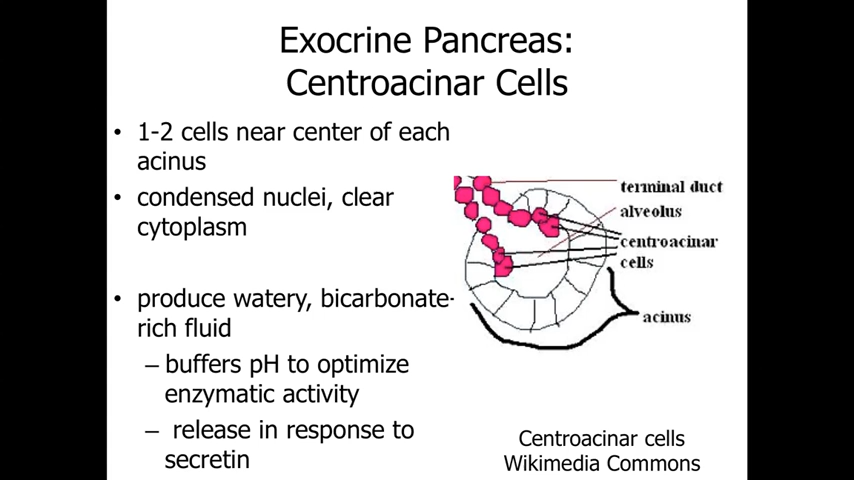 Exocrine Pancreas:
Centroacinar Cells
• 1-2 cells near center of each
acinus
• condensed nuclei, clear
cytoplasm
• produce watery, bicarbonate-
rich fluid
– buffers pH to optimize
enzymatic activity
– release in response to
secretin
terminal duct
alveolus
centroacinar
cells
acinus
Centroacinar cells
Wikimedia Commons